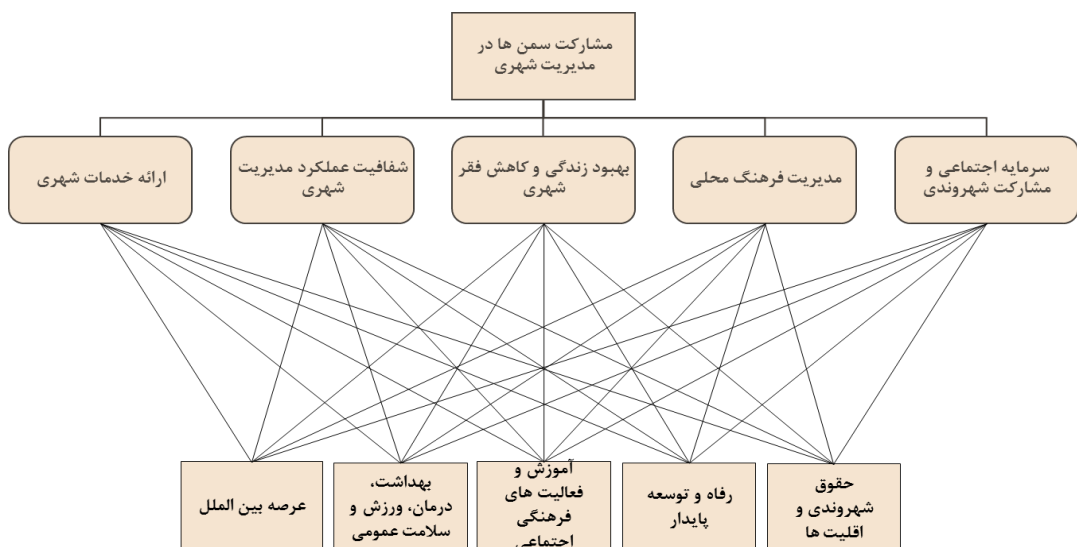 مشارکت سمن ها در
مدیریت شهری
سرمایه اجتماعی و
مشارکت شهروندی
مدیریت فرهنگ محلی
بهبود زندگی و کاهش فقر
شهری
شفافیت عملکرد مدیریت
شهری
ارائه خدمات شهری
حقوق
شهروندی و
اقلیت ها
رفاه و توسعه
پایدار
آموزش و
فعالیت های
فرهنگی
اجتماعی
بهداشت،
درمان، ورزش و
سلامت عمومی
عرصه بین الملل